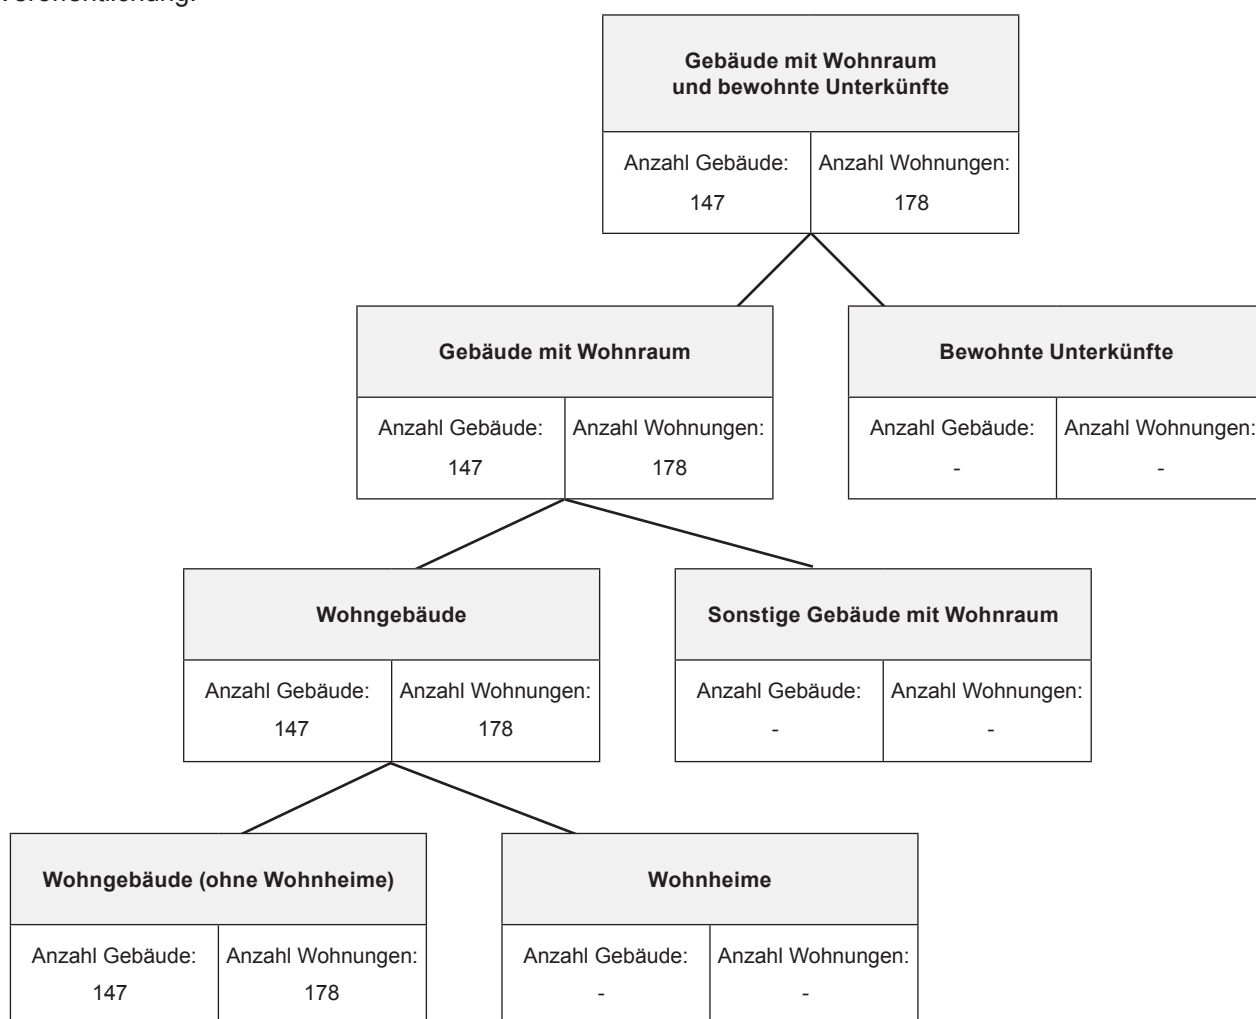 Gebäude mit Wohnraum
und bewohnte Unterkünfte
Anzahl Gebäude: Anzahl Wohnungen:
147 178
Gebäude mit Wohnraum
Anzahl Gebäude: Anzahl Wohnungen:
147 178
Bewohnte Unterkünfte
Anzahl Gebäude: Anzahl Wohnungen:
- -
Wohngebäude
Anzahl Gebäude: Anzahl Wohnungen:
147 178
Sonstige Gebäude mit Wohnraum
Anzahl Gebäude: Anzahl Wohnungen:
- -
Wohngebäude (ohne Wohnheime)
Anzahl Gebäude: Anzahl Wohnungen:
147 178
Wohnheime
Anzahl Gebäude: Anzahl Wohnungen:
- -